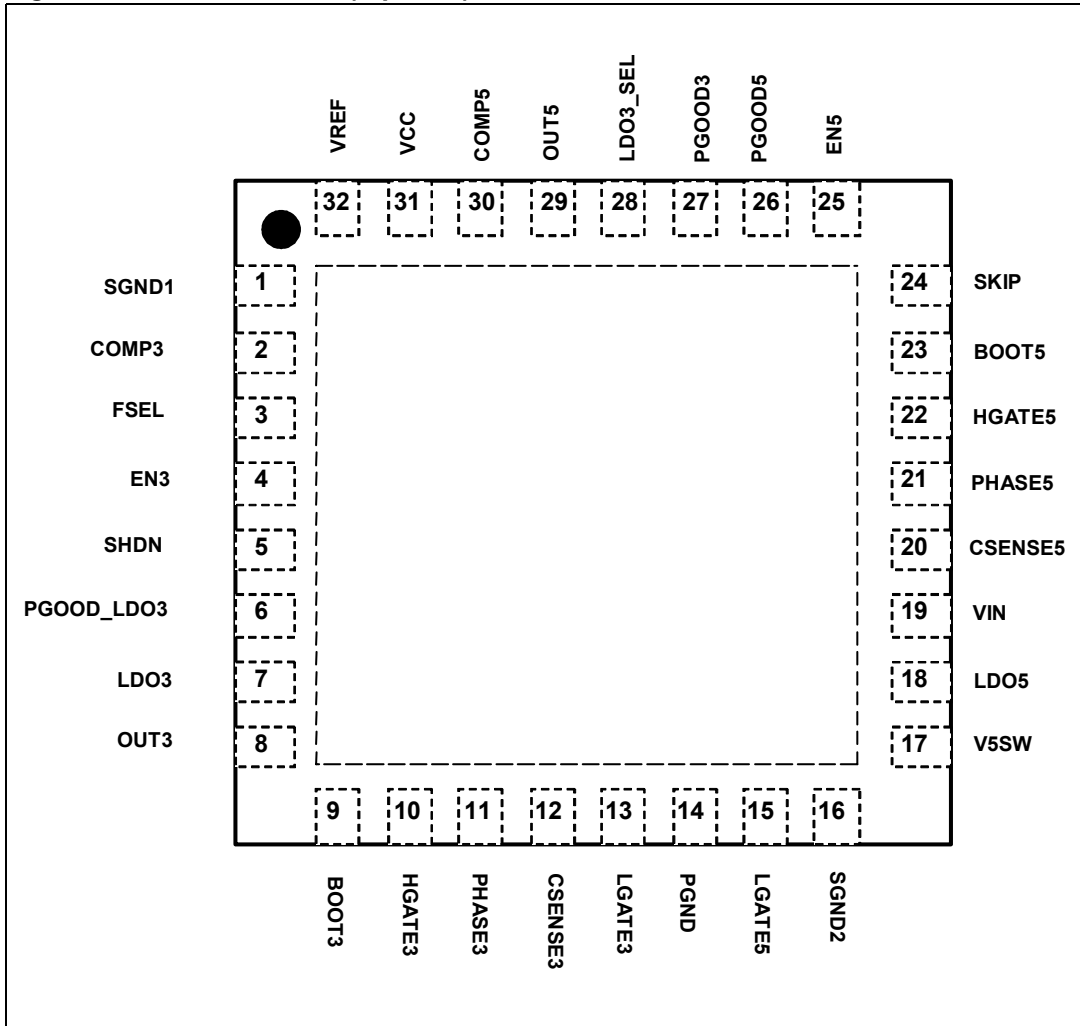 VREF
VCC
COMP5
OUT5
LDO3_SEL
PGOOD3
PGOOD5
EN5
32 31 30 29 28 27 26 25
SGND1 1
COMP3 2
FSEL 3
EN3 4
SHDN 5
PGOOD_LDO3 6
LDO3 7
OUT3 8
24 SKIP
23 BOOT5
22 HGATE5
21 PHASE5
20 CSENSE5
19 VIN
18 LDO5
17 V5SW
9 10 11 12 13 14 15 16
BOOT3
HGATE3
PHASE3
CSENSE3
LGATE3
PGND
LGATE5
SGND2